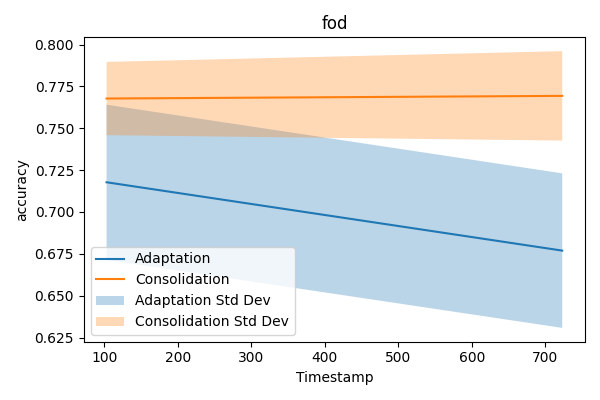 fod
0.800
0.775
0.750
0.725
0.700
0.675
0.650
0.625
accuracy
Adaptation
Consolidation
Adaptation Std Dev
Consolidation Std Dev
100 200 300 400 500 600 700
Timestamp